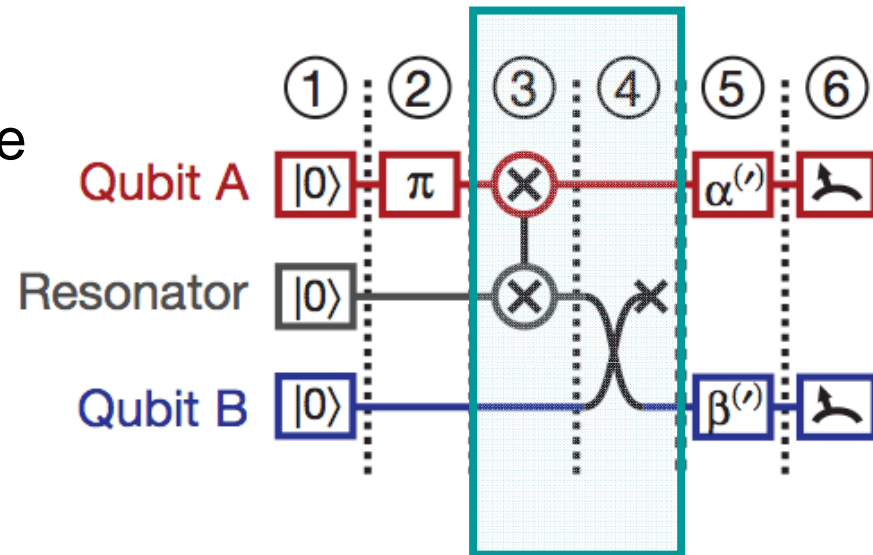 ① ② ③ ④ ⑤ ⑥
e
Qubit A |0⟩ π α⁽′⁾
Resonator |0⟩
Qubit B |0⟩ β⁽′⁾